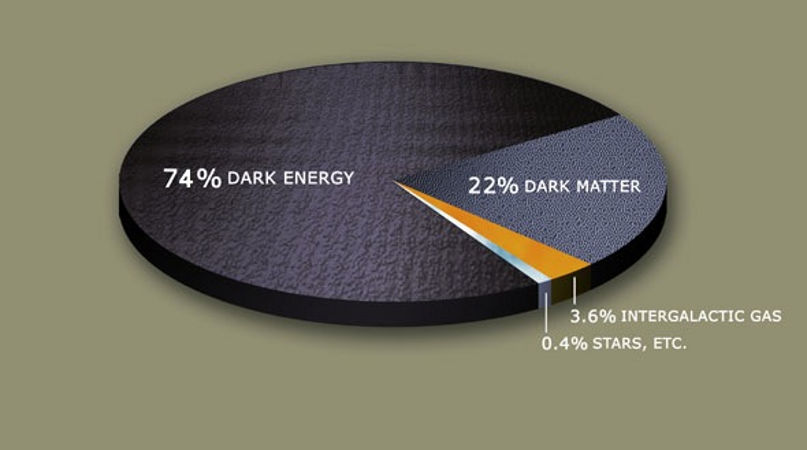 74% DARK ENERGY
22% DARK MATTER
3.6% INTERGALACTIC GAS
0.4% STARS, ETC.